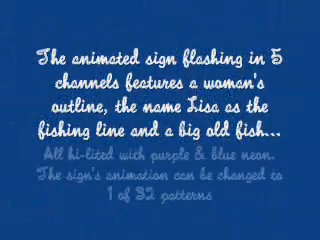 The animated sign flashing in 5
channels features a woman's
outline, the name Lisa as the
fishing line and a big old fish...
All hi-lited with purple & blue neon.
The sign's animation can be changed to
1 of 32 patterns